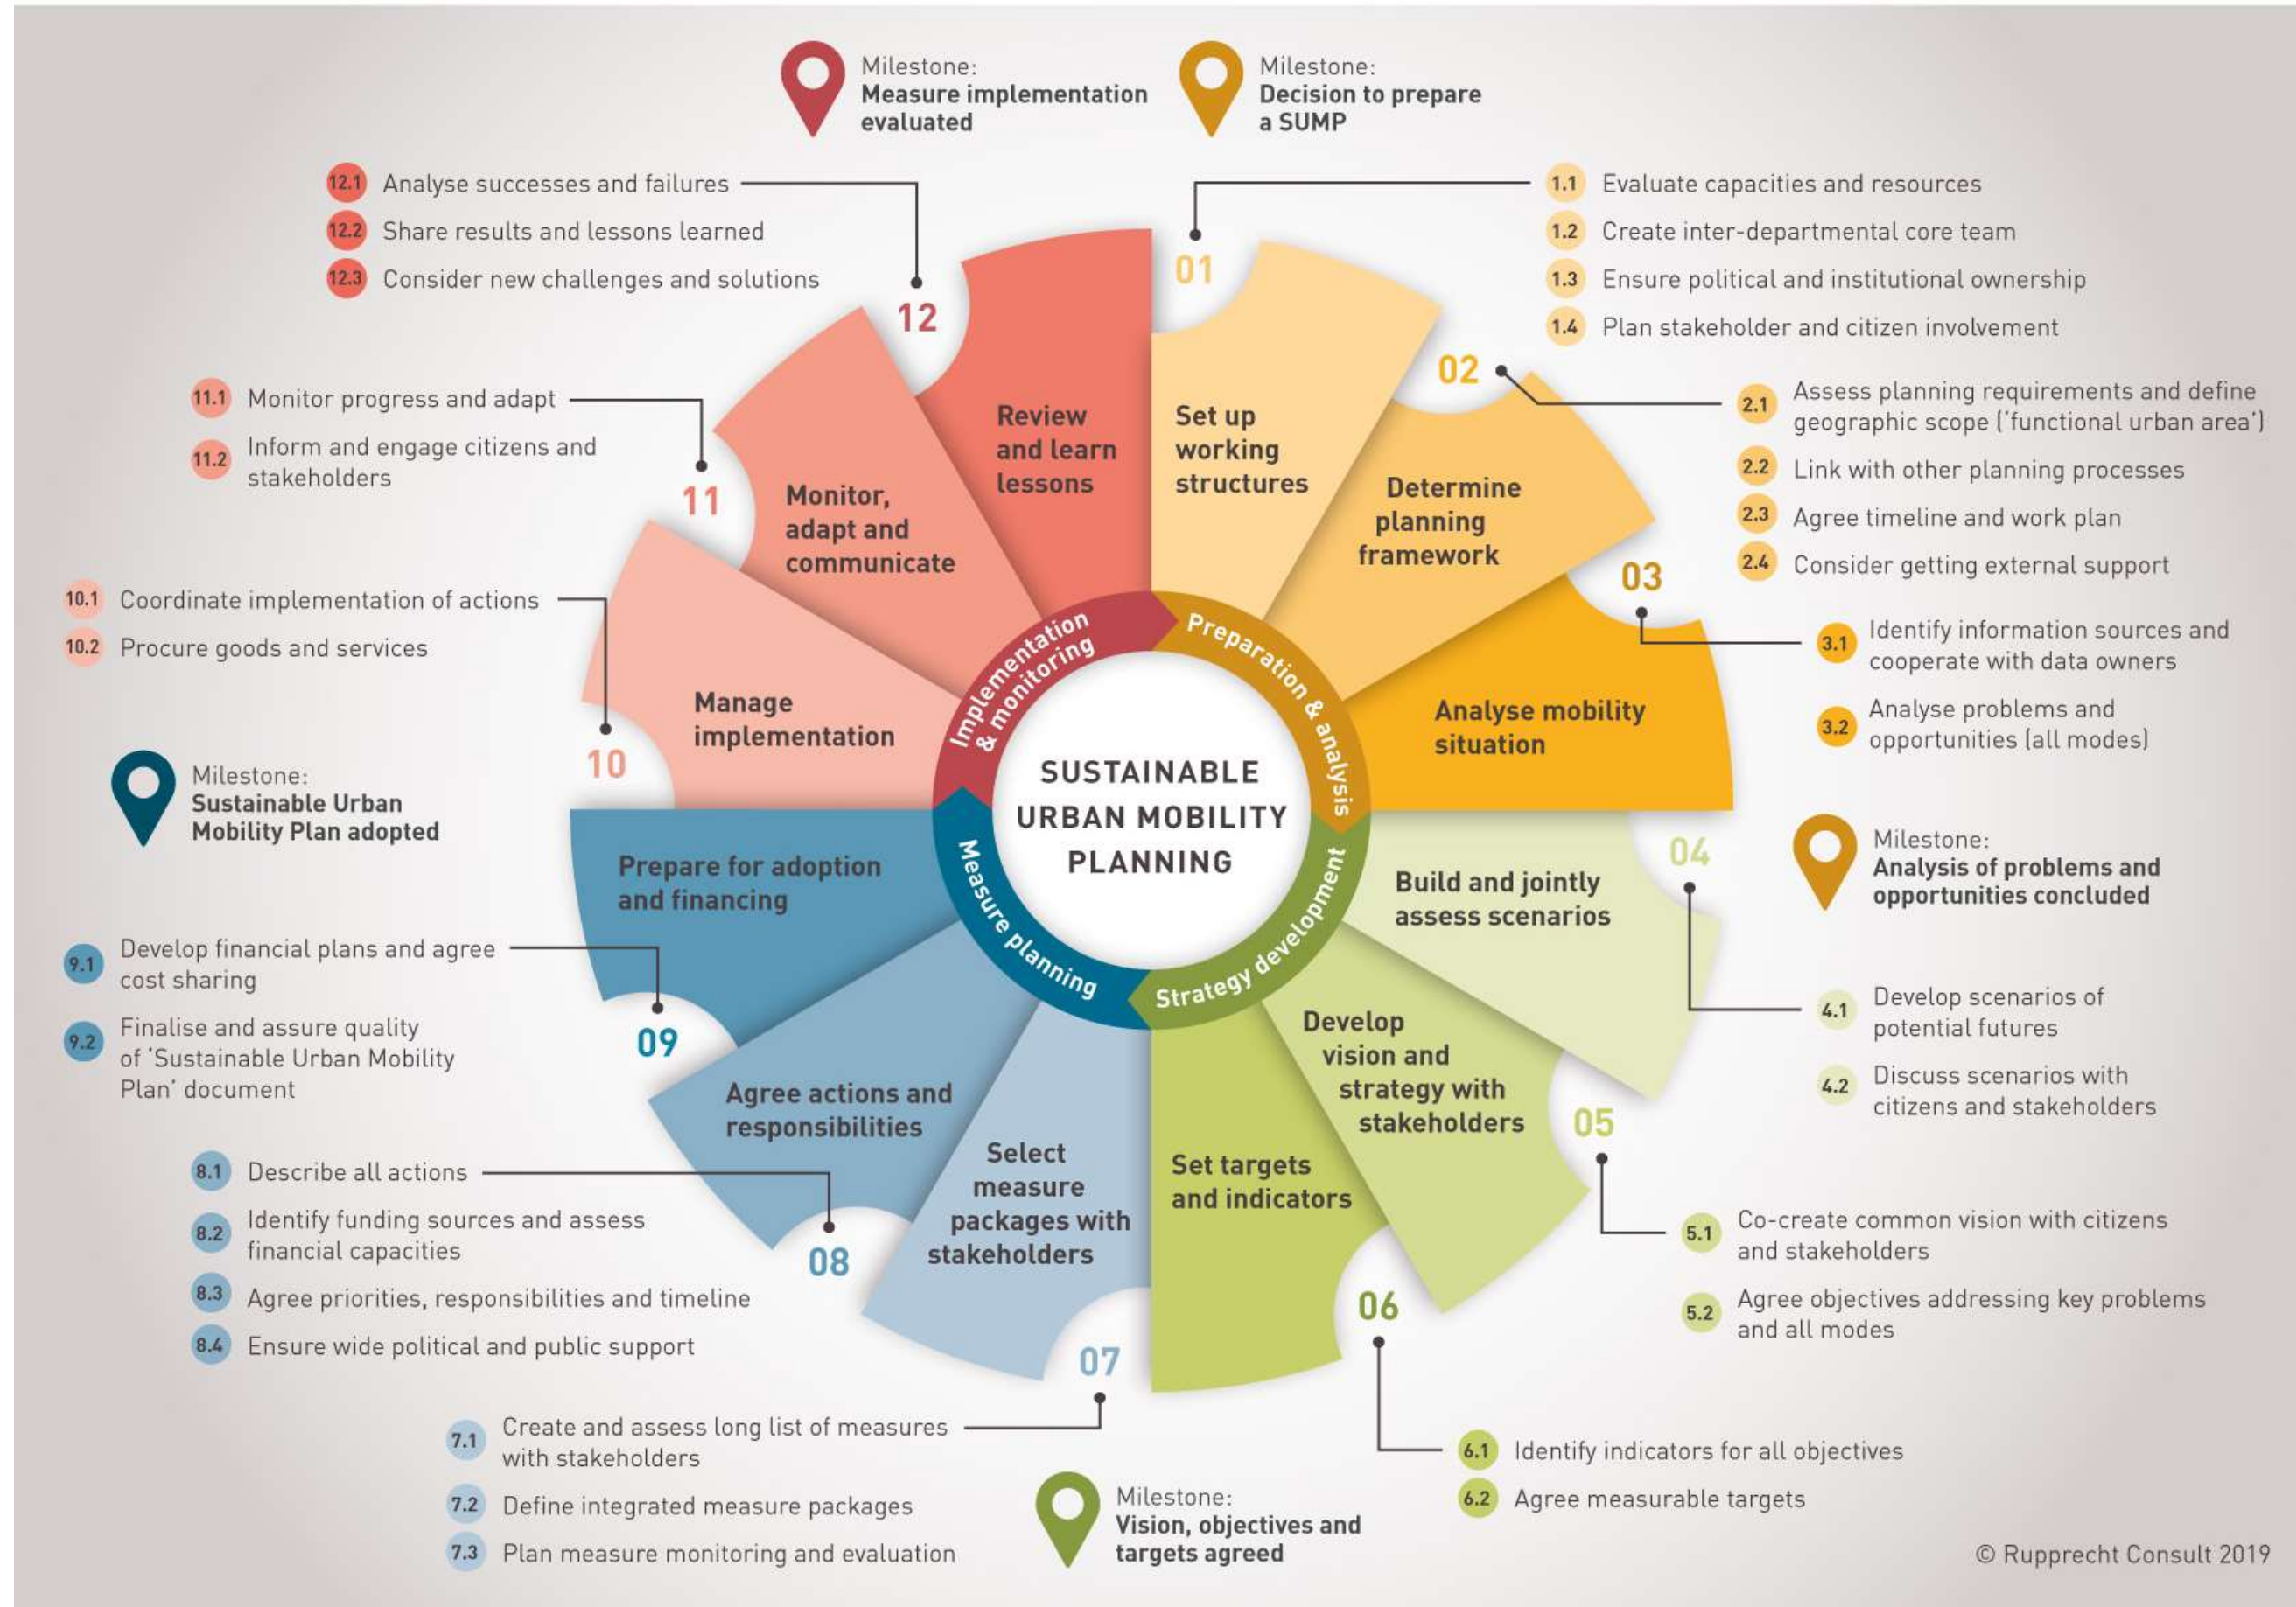 Milestone:
Measure implementation
evaluated
Milestone:
Decision to prepare
a SUMP
12.1 Analyse successes and failures
12.2 Share results and lessons learned
12.3 Consider new challenges and solutions
12
01
1.1 Evaluate capacities and resources
1.2 Create inter-departmental core team
1.3 Ensure political and institutional ownership
1.4 Plan stakeholder and citizen involvement
02
2.1 Assess planning requirements and define
geographic scope (‘functional urban area’)
2.2 Link with other planning processes
2.3 Agree timeline and work plan
2.4 Consider getting external support
11.1 Monitor progress and adapt
11.2 Inform and engage citizens and
stakeholders
11
Review
and learn
lessons
Set up
working
structures
Monitor,
adapt and
communicate
Determine
planning
framework
03
3.1 Identify information sources and
cooperate with data owners
3.2 Analyse problems and
opportunities (all modes)
10.1 Coordinate implementation of actions
10.2 Procure goods and services
10
Manage
implementation
Analyse mobility
situation
Implementation
& monitoring
Preparation & analysis
SUSTAINABLE
URBAN MOBILITY
PLANNING
Measure planning
Strategy development
Milestone:
Sustainable Urban
Mobility Plan adopted
Prepare for adoption
and financing
Build and jointly
assess scenarios
04
Milestone:
Analysis of problems and
opportunities concluded
9.1 Develop financial plans and agree
cost sharing
9.2 Finalise and assure quality
of ‘Sustainable Urban Mobility
Plan’ document
09
4.1 Develop scenarios of
potential futures
4.2 Discuss scenarios with
citizens and stakeholders
Develop
vision and
strategy with
stakeholders
05
Agree actions and
responsibilities
Select
measure
packages with
stakeholders
Set targets
and indicators
8.1 Describe all actions
8.2 Identify funding sources and assess
financial capacities
8.3 Agree priorities, responsibilities and timeline
8.4 Ensure wide political and public support
08
5.1 Co-create common vision with citizens
and stakeholders
5.2 Agree objectives addressing key problems
and all modes
06
07
7.1 Create and assess long list of measures
with stakeholders
7.2 Define integrated measure packages
7.3 Plan measure monitoring and evaluation
Milestone:
Vision, objectives and
targets agreed
6.1 Identify indicators for all objectives
6.2 Agree measurable targets
© Rupprecht Consult 2019